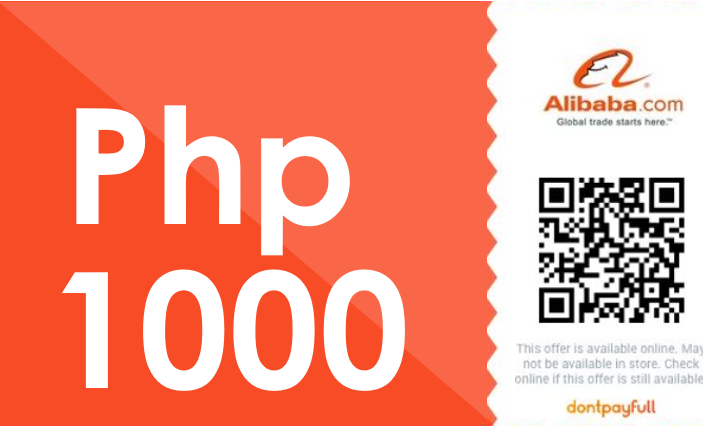 Php
1000
Alibaba.com
Global trade starts here.™
This offer is available online. May
not be available in store. Check
online if this offer is still available
dontpayfull